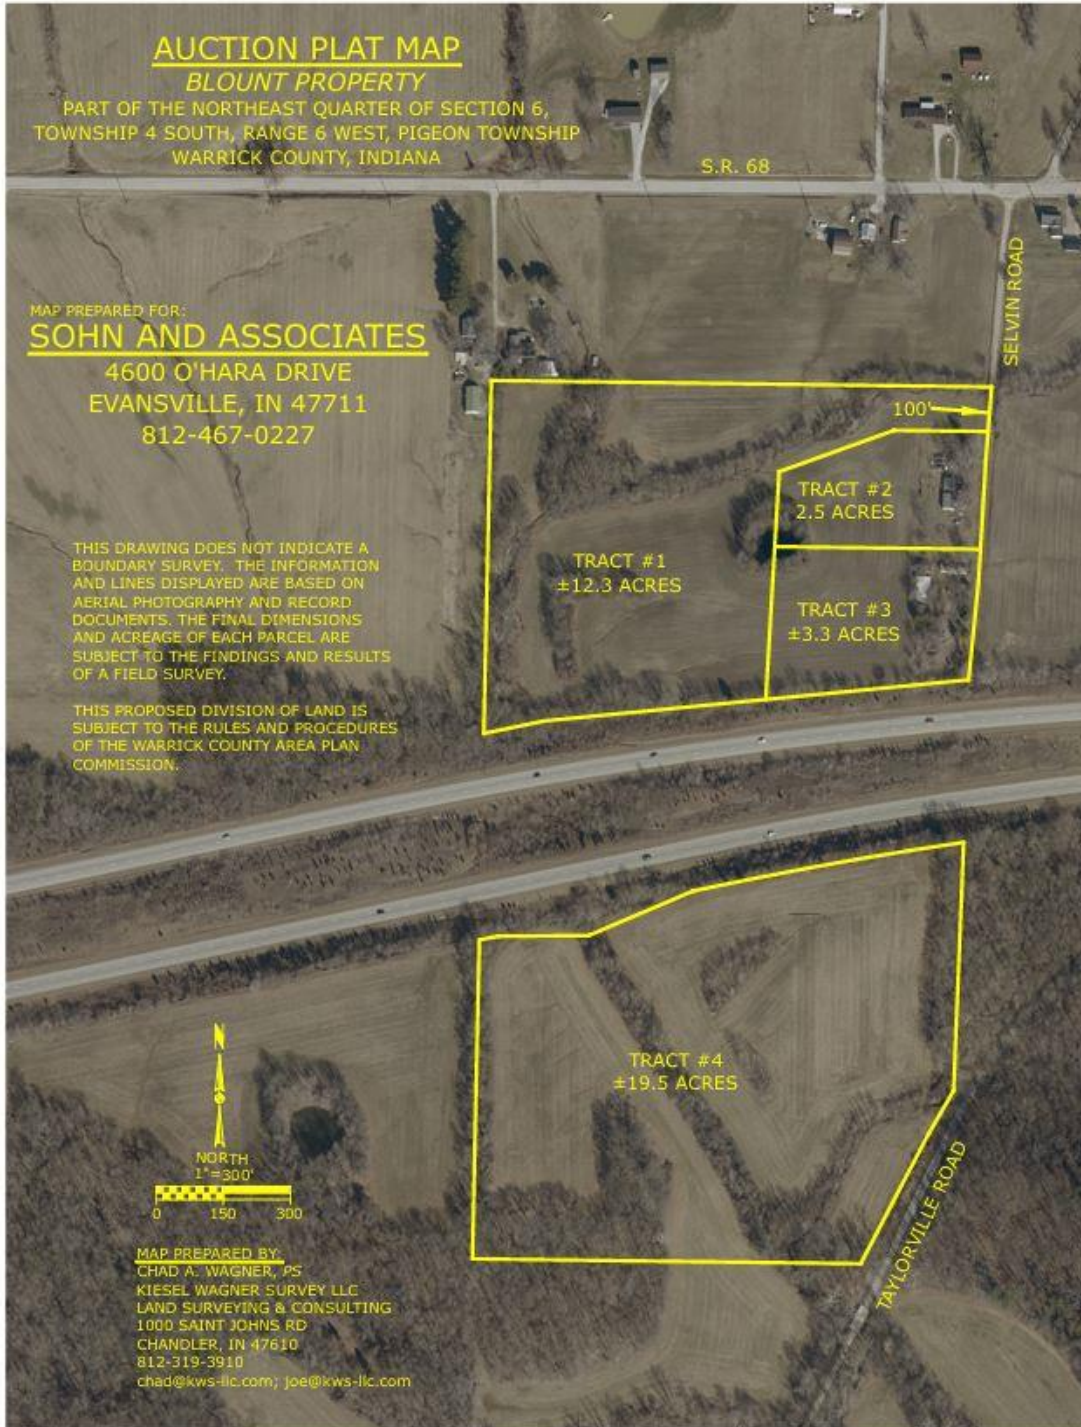 AUCTION PLAT MAP
BLOUNT PROPERTY
PART OF THE NORTHEAST QUARTER OF SECTION 6,
TOWNSHIP 4 SOUTH, RANGE 6 WEST, PIGEON TOWNSHIP
WARRICK COUNTY, INDIANA
S.R. 68
SELVIN ROAD
MAP PREPARED FOR:
SOHN AND ASSOCIATES
4600 O'HARA DRIVE
EVANSVILLE, IN 47711
812-467-0227
100'
TRACT #2
2.5 ACRES
TRACT #1
±12.3 ACRES
TRACT #3
±3.3 ACRES
THIS DRAWING DOES NOT INDICATE A
BOUNDARY SURVEY. THE INFORMATION
AND LINES DISPLAYED ARE BASED ON
AERIAL PHOTOGRAPHY AND RECORD
DOCUMENTS. THE FINAL DIMENSIONS
AND ACREAGE OF EACH PARCEL ARE
SUBJECT TO THE FINDINGS AND RESULTS
OF A FIELD SURVEY.
THIS PROPOSED DIVISION OF LAND IS
SUBJECT TO THE RULES AND PROCEDURES
OF THE WARRICK COUNTY AREA PLAN
COMMISSION.
TRACT #4
±19.5 ACRES
TAYLORVILLE ROAD
N
NORTH
1"=300'
0 150 300
MAP PREPARED BY:
CHAD A. WAGNER, PS
KIESEL WAGNER SURVEY LLC
LAND SURVEYING & CONSULTING
1000 SAINT JOHNS RD
CHANDLER, IN 47610
812-319-3910
chad@kws-llc.com; joe@kws-llc.com